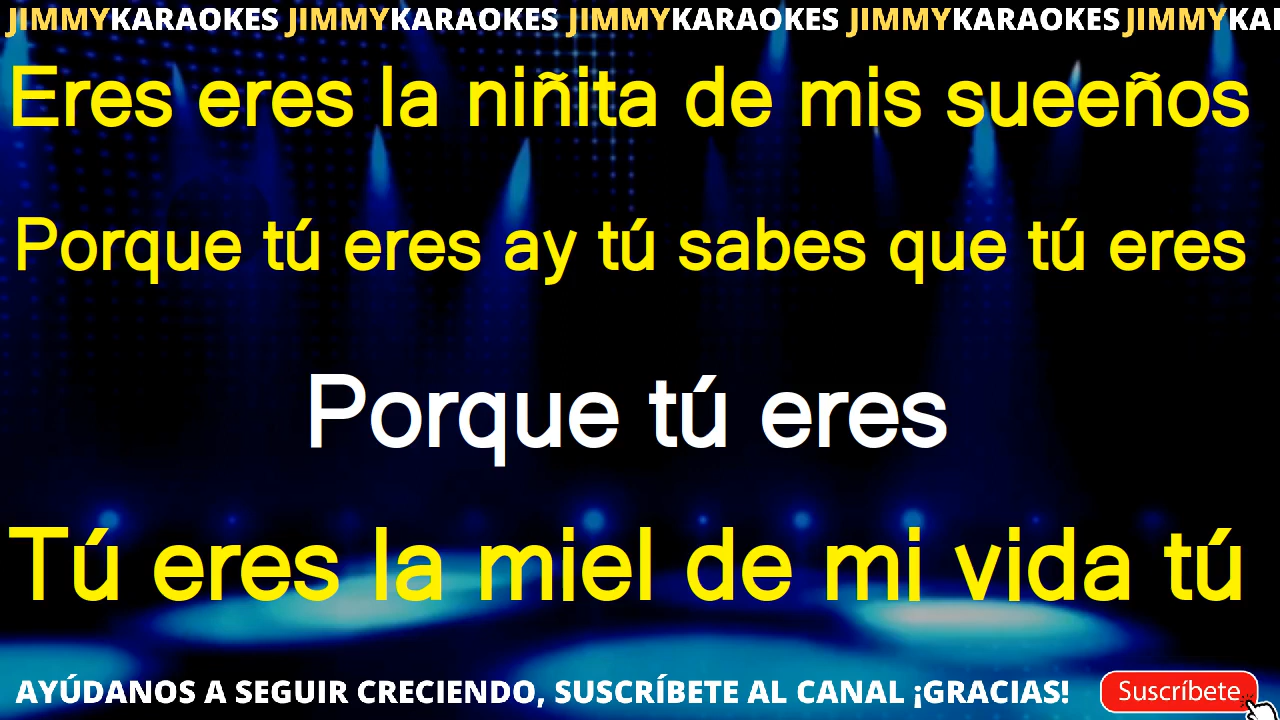 JIMMYKARAOKES JIMMYKARAOKES JIMMYKARAOKES JIMMYKARAOKES JIMMYKAI
Eres eres la niñita de mis sueeños
Porque tú eres ay tú sabes que tú eres
Porque tú eres
Tú eres la miel de mi vida tú
AYÚDANOS A SEGUIR CRECIENDO, SUSCRÍBETE AL CANAL ¡GRACIAS!
Suscríbete